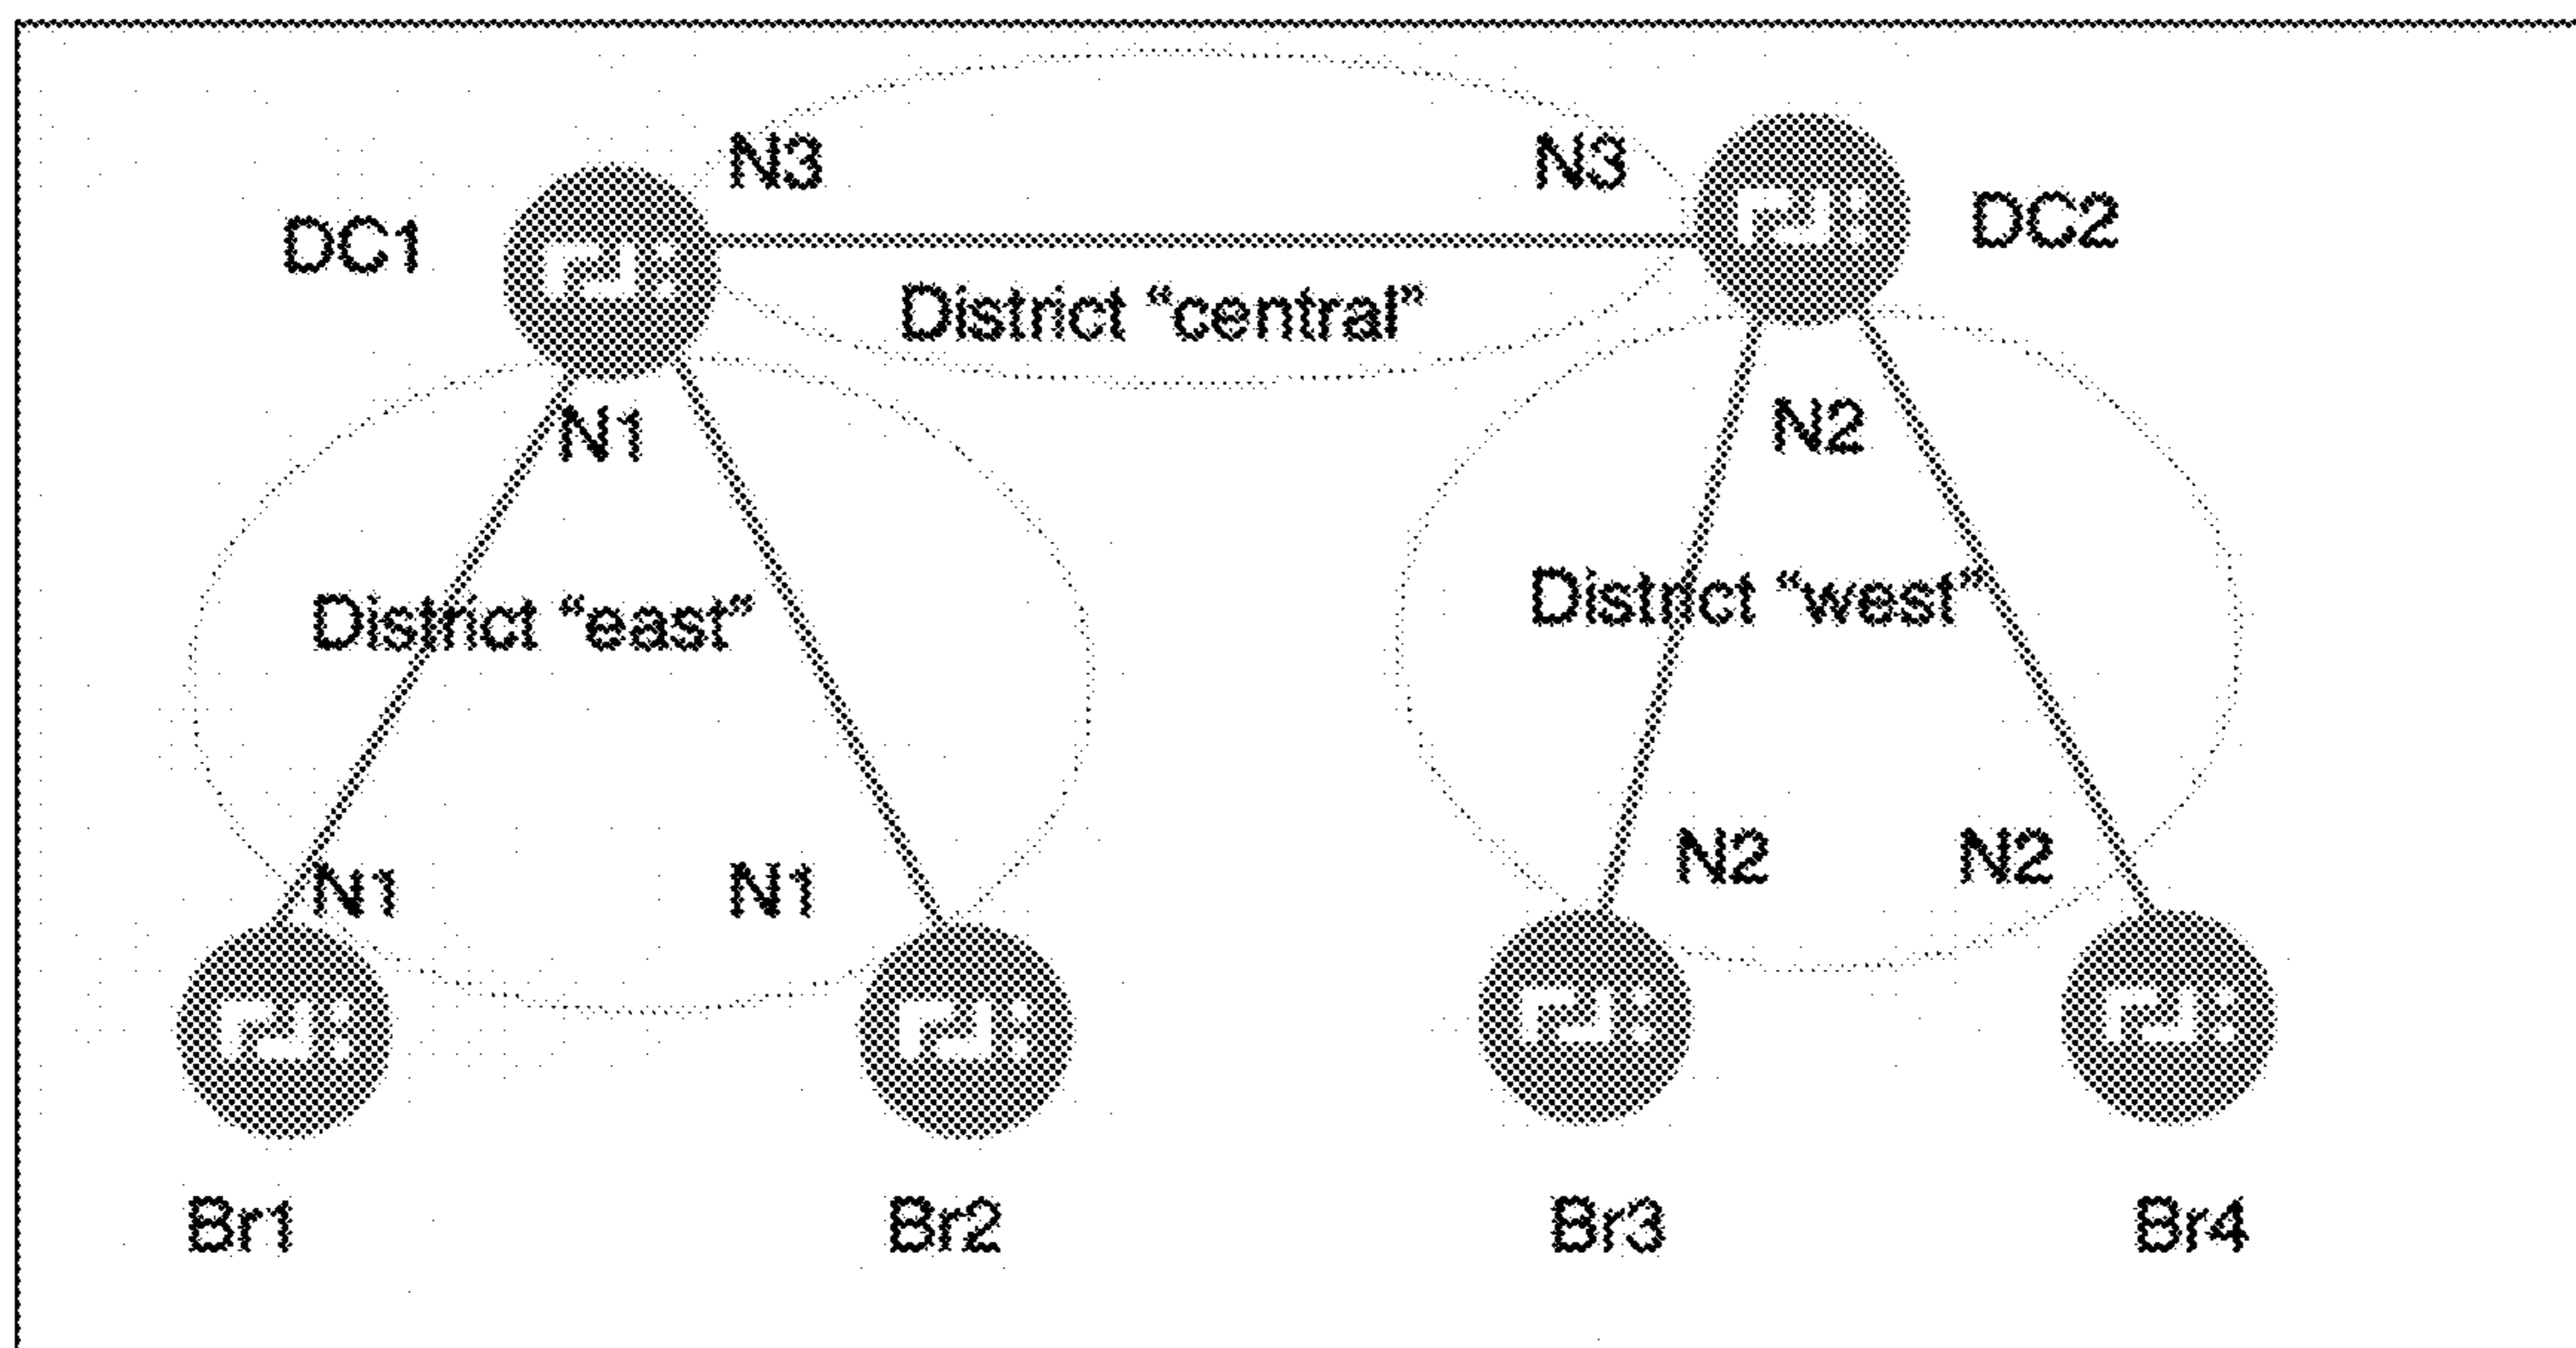 N3 N3
DC1 DC2
District “central”
N1 N2
District “east” District “west”
N1 N1 N2 N2
Br1 Br2 Br3 Br4